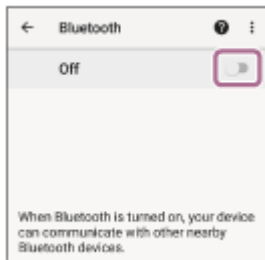 Bluetooth
Off
When Bluetooth is turned on, your device
can communicate with other nearby
Bluetooth devices.